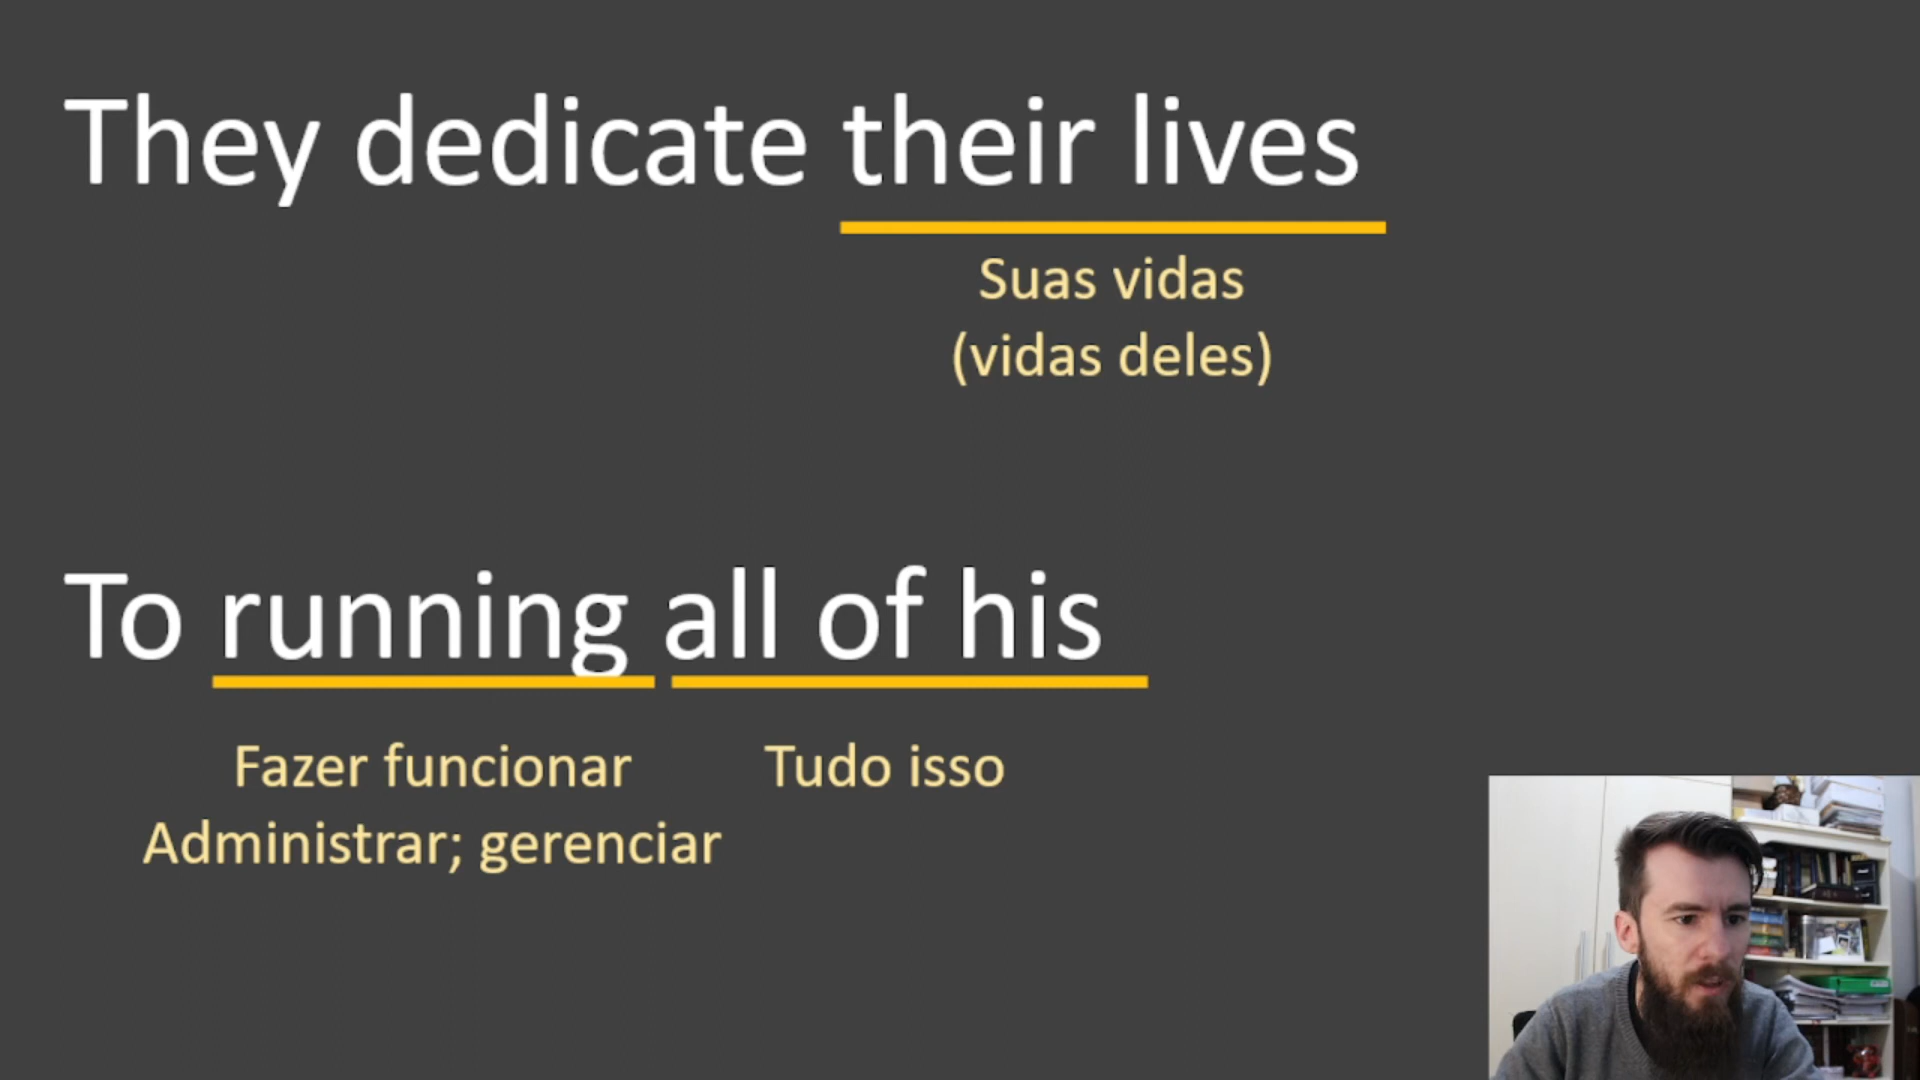 They dedicate their lives
Suas vidas
(vidas deles)
To running all of his
Fazer funcionar Tudo isso
Administrar; gerenciar